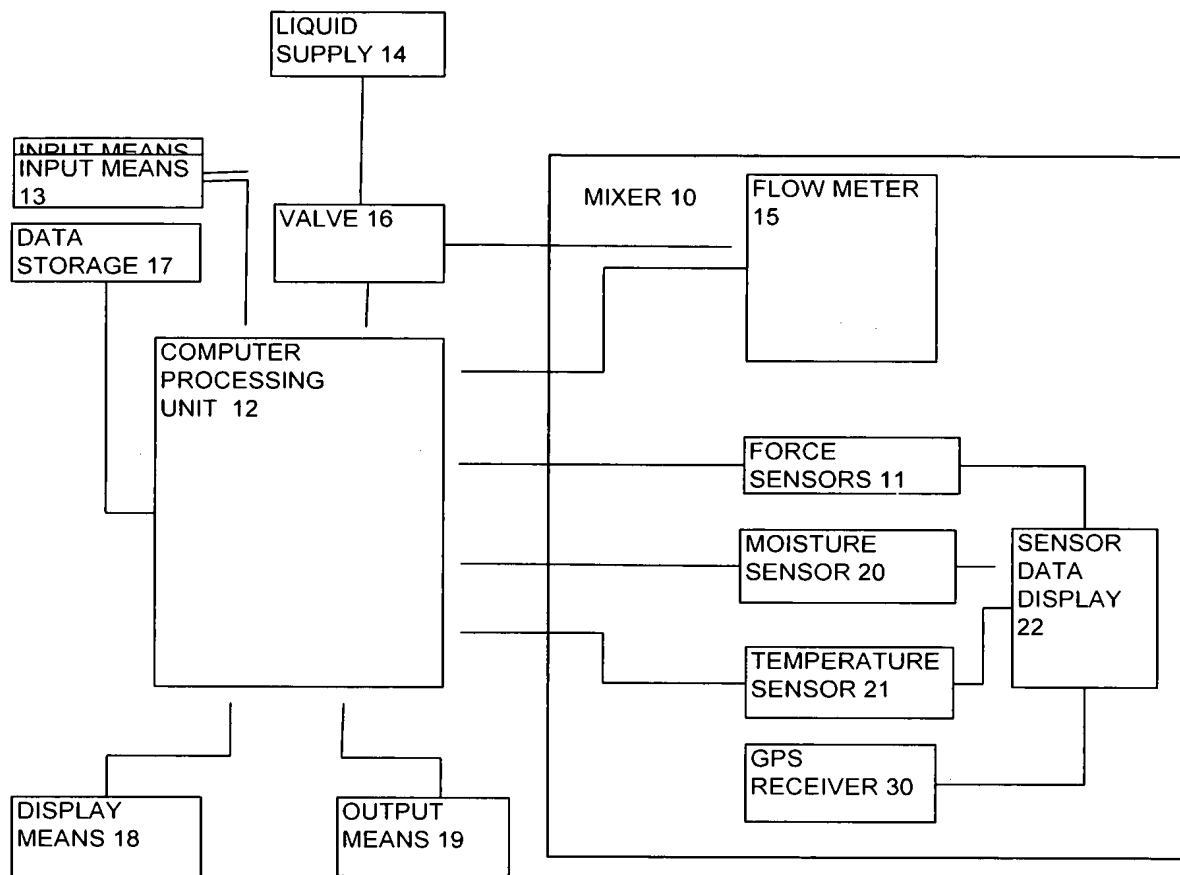 LIQUID
SUPPLY 14
INPUT MEANS
INPUT MEANS
13
DATA
STORAGE 17
VALVE 16
MIXER 10
FLOW METER
15
COMPUTER
PROCESSING
UNIT 12
FORCE
SENSORS 11
MOISTURE
SENSOR 20
SENSOR
DATA
DISPLAY
22
TEMPERATURE
SENSOR 21
GPS
RECEIVER 30
DISPLAY
MEANS 18
OUTPUT
MEANS 19